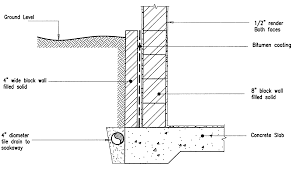 Ground Level
1/2" render
Both faces
Bitumen coating
4" wide block wall
filled solid
8" block wall
filled solid
4" diameter
tile drain to
soakaway
Concrete Slab